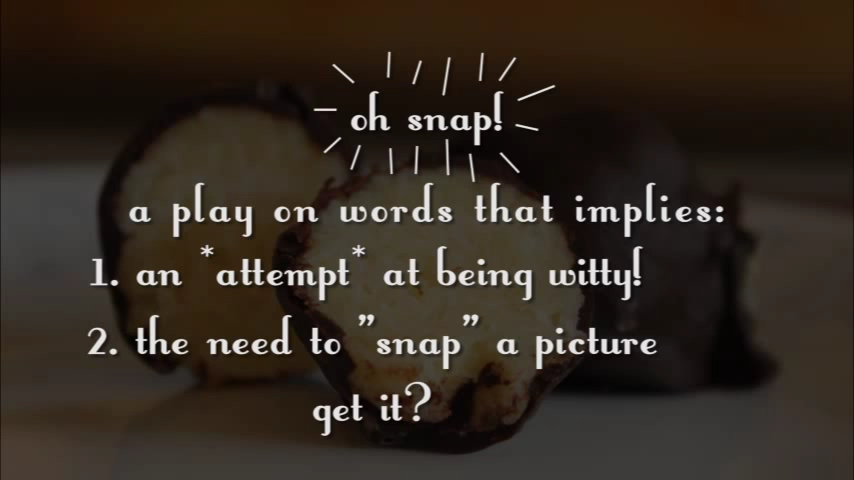 oh snap!
a play on words that implies:
1. an *attempt* at being witty!
2. the need to "snap" a picture
get it?